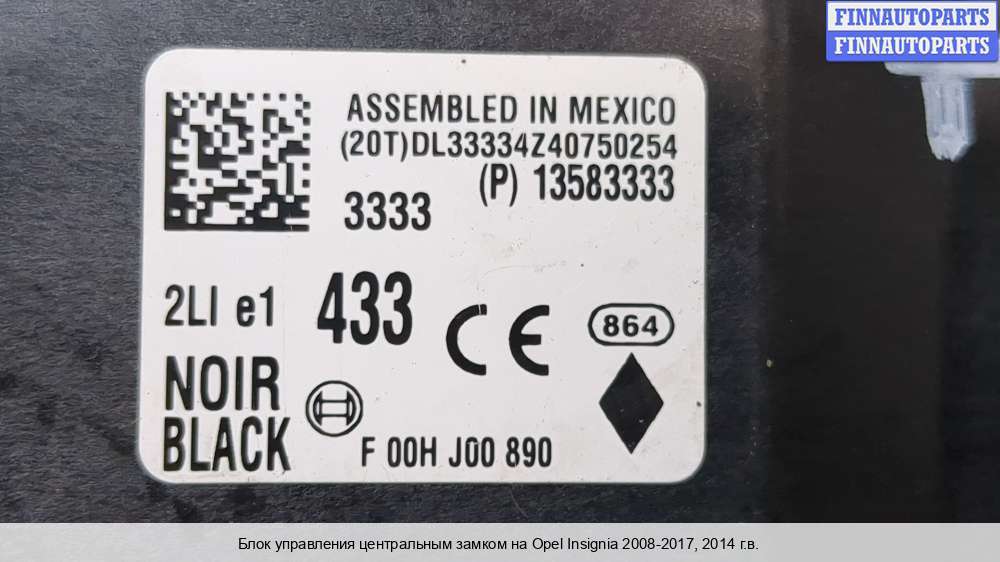 FINNAUTOPARTS
FINNAUTOPARTS
ASSEMBLED IN MEXICO
(20T)DL33334Z40750254
(P) 13583333
3333
2LI e1 433 CE 864
NOIR
BLACK
F 00H J00 890
Блок управления центральным замком на Opel Insignia 2008-2017, 2014 г.в.